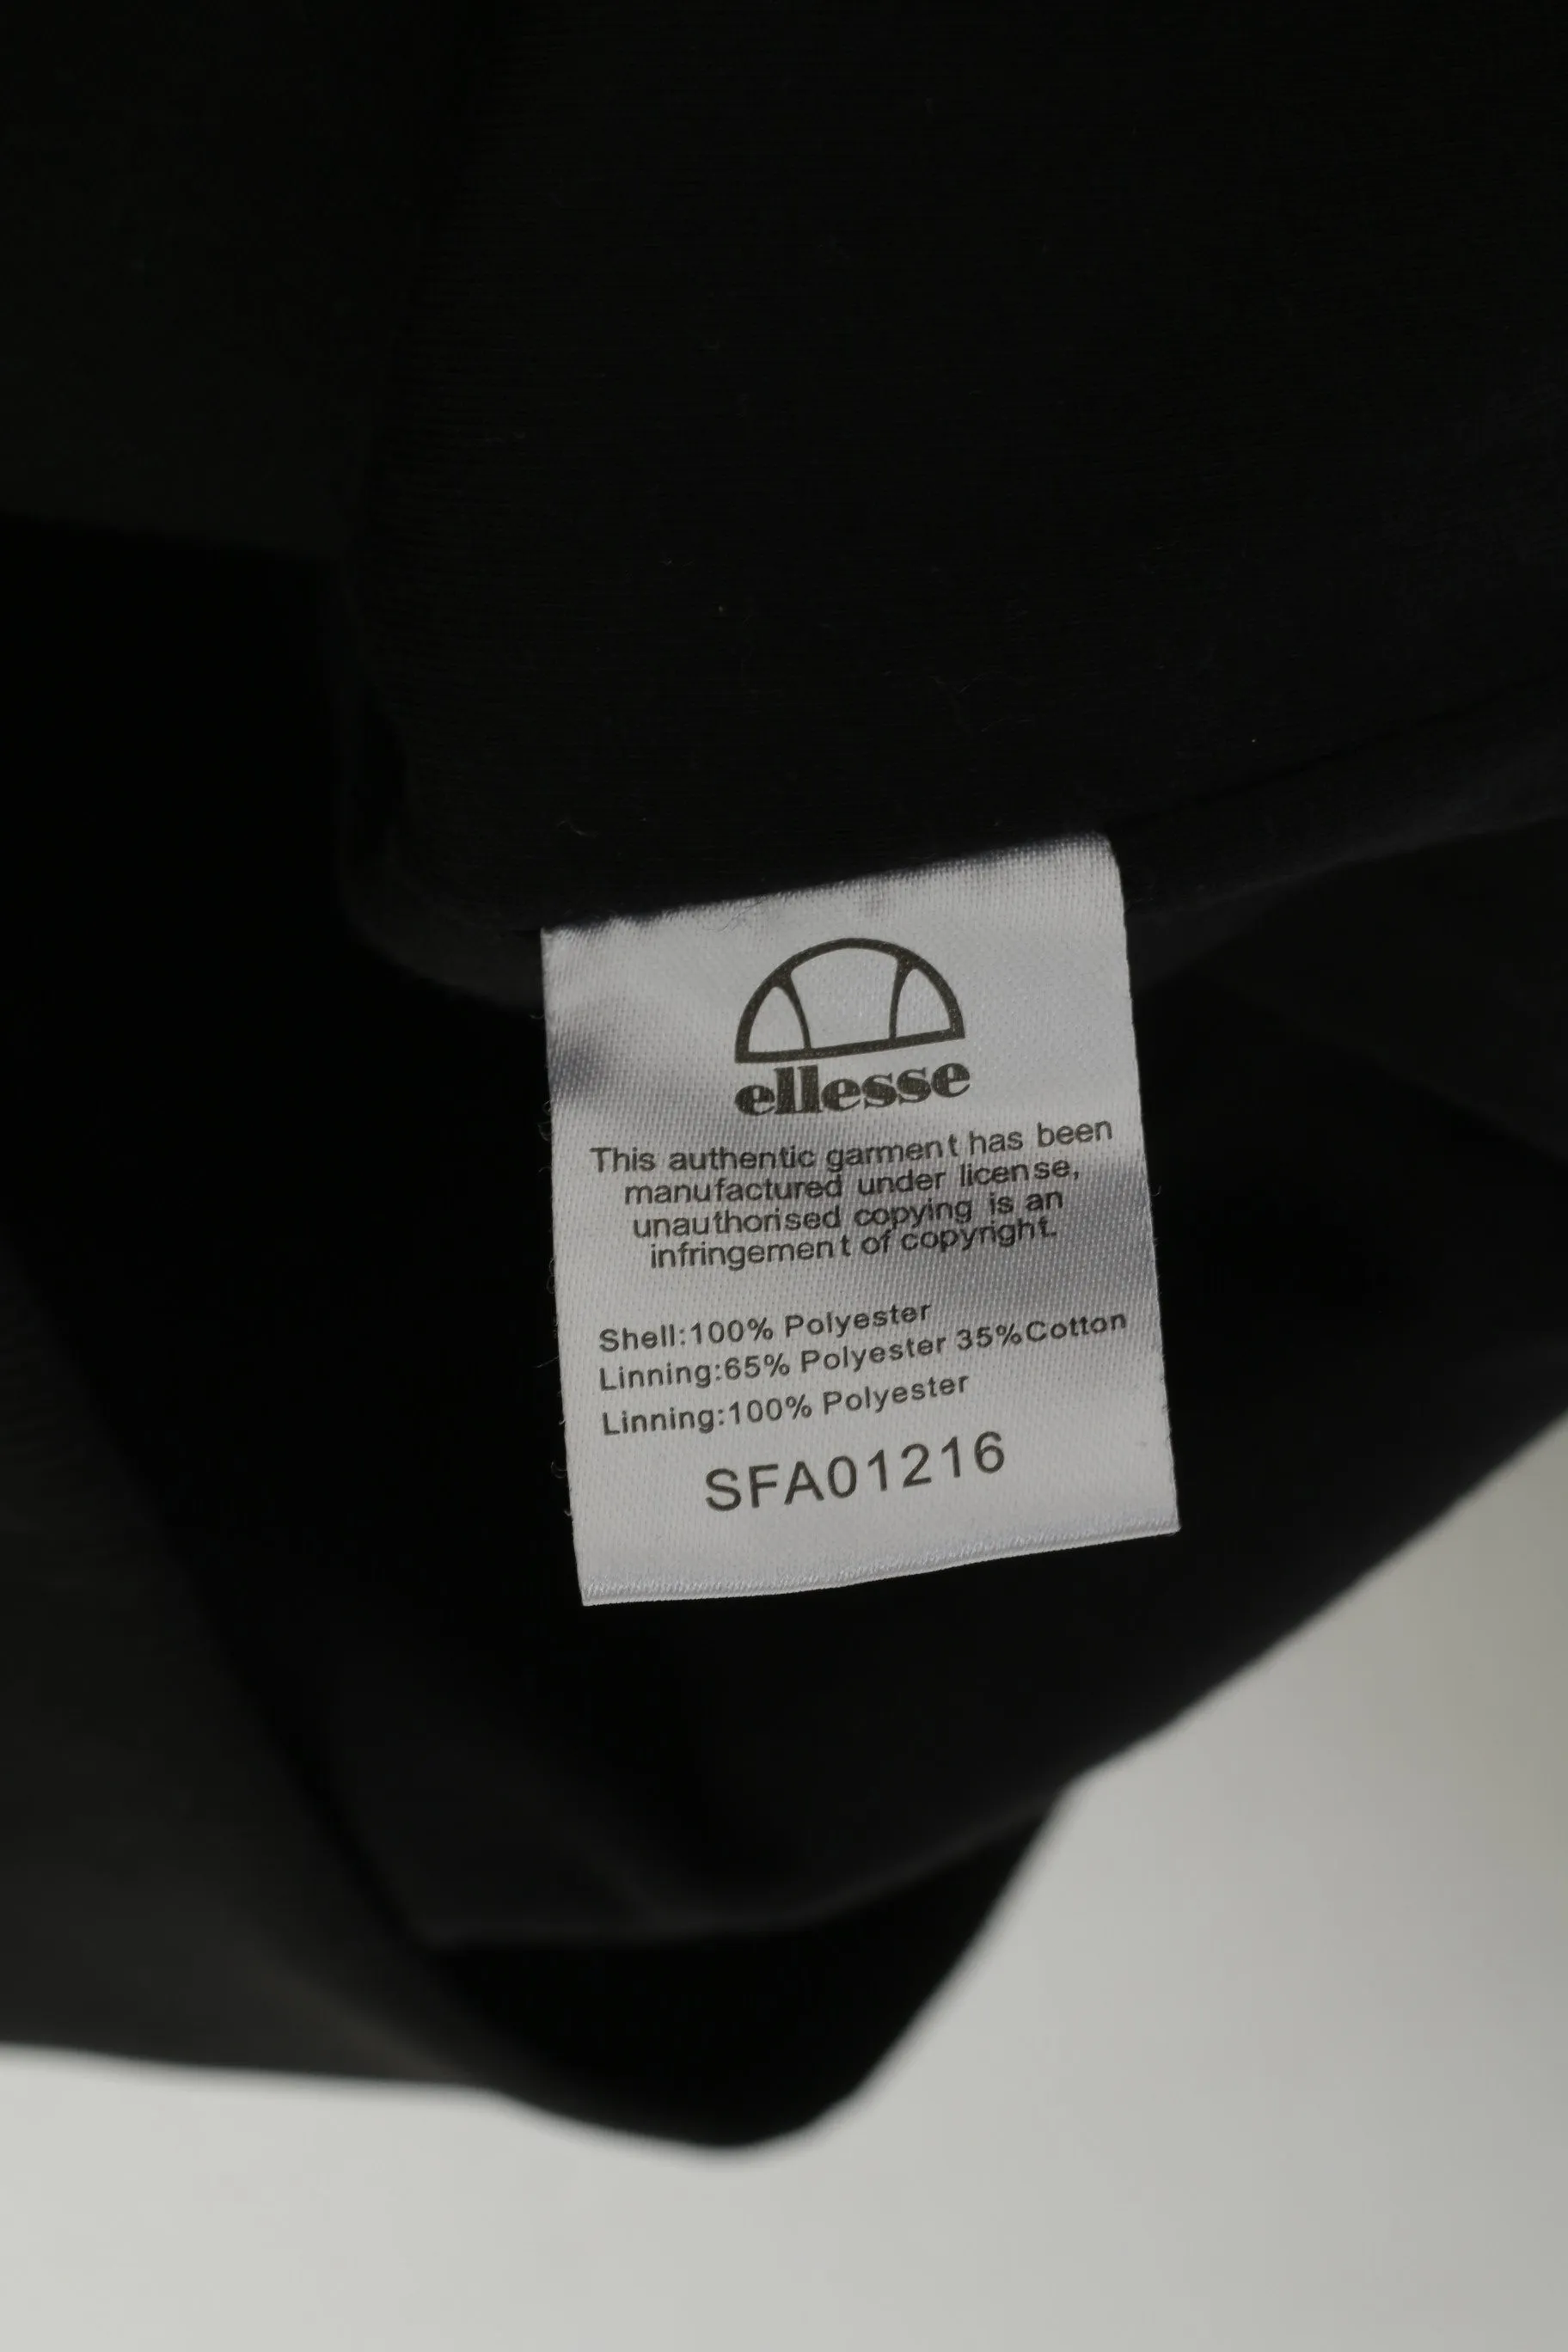 ellesse
This authentic garment has been
manufactured under license,
unauthorised copying is an
infringement of copyright.
Shell:100% Polyester
Linning:65% Polyester 35%Cotton
Linning:100% Polyester
SFA01216